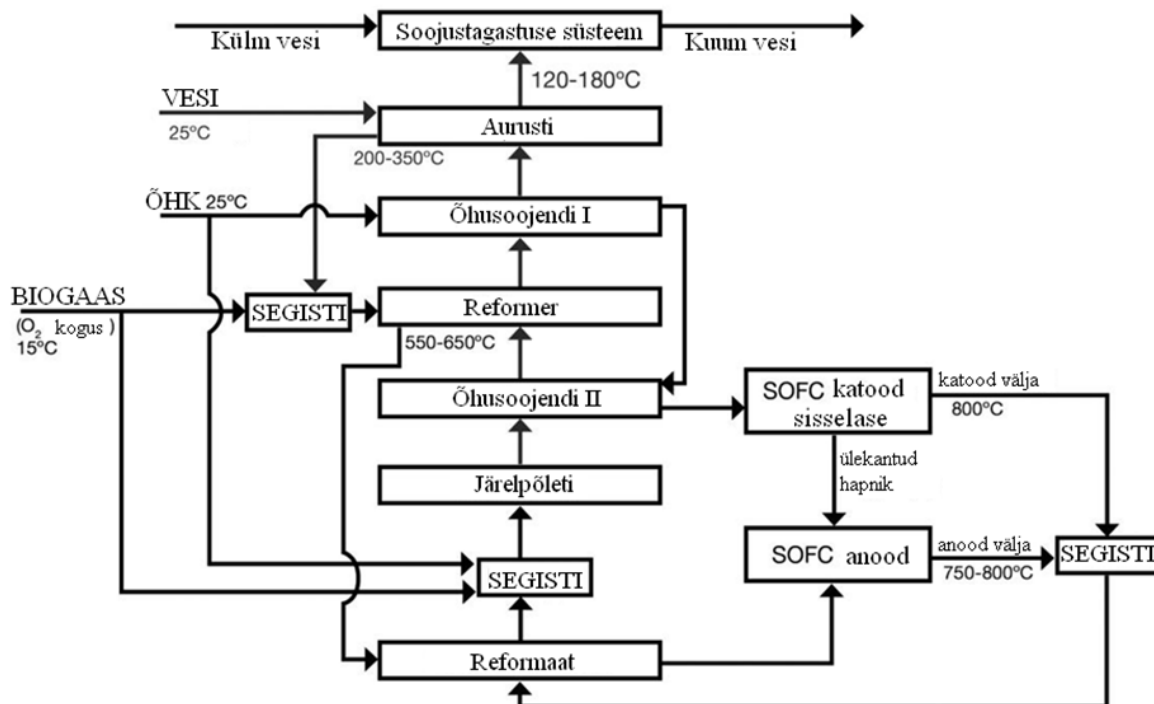 Külm vesi
Soojustagastuse süsteem
Kuum vesi
120-180ºC
VESI
25ºC
Aurusti
200-350ºC
ÕHK 25ºC
Õhusoojendi I
BIOGAAS
(O₂ kogus )
15ºC
SEGISTI
Reformer
550-650ºC
Õhusoojendi II
SOFC katood
sisselase
katood välja
800ºC
ülekantud
hapnik
Järelpõleti
SOFC anood
anood välja
750-800ºC
SEGISTI
SEGISTI
Reformaat